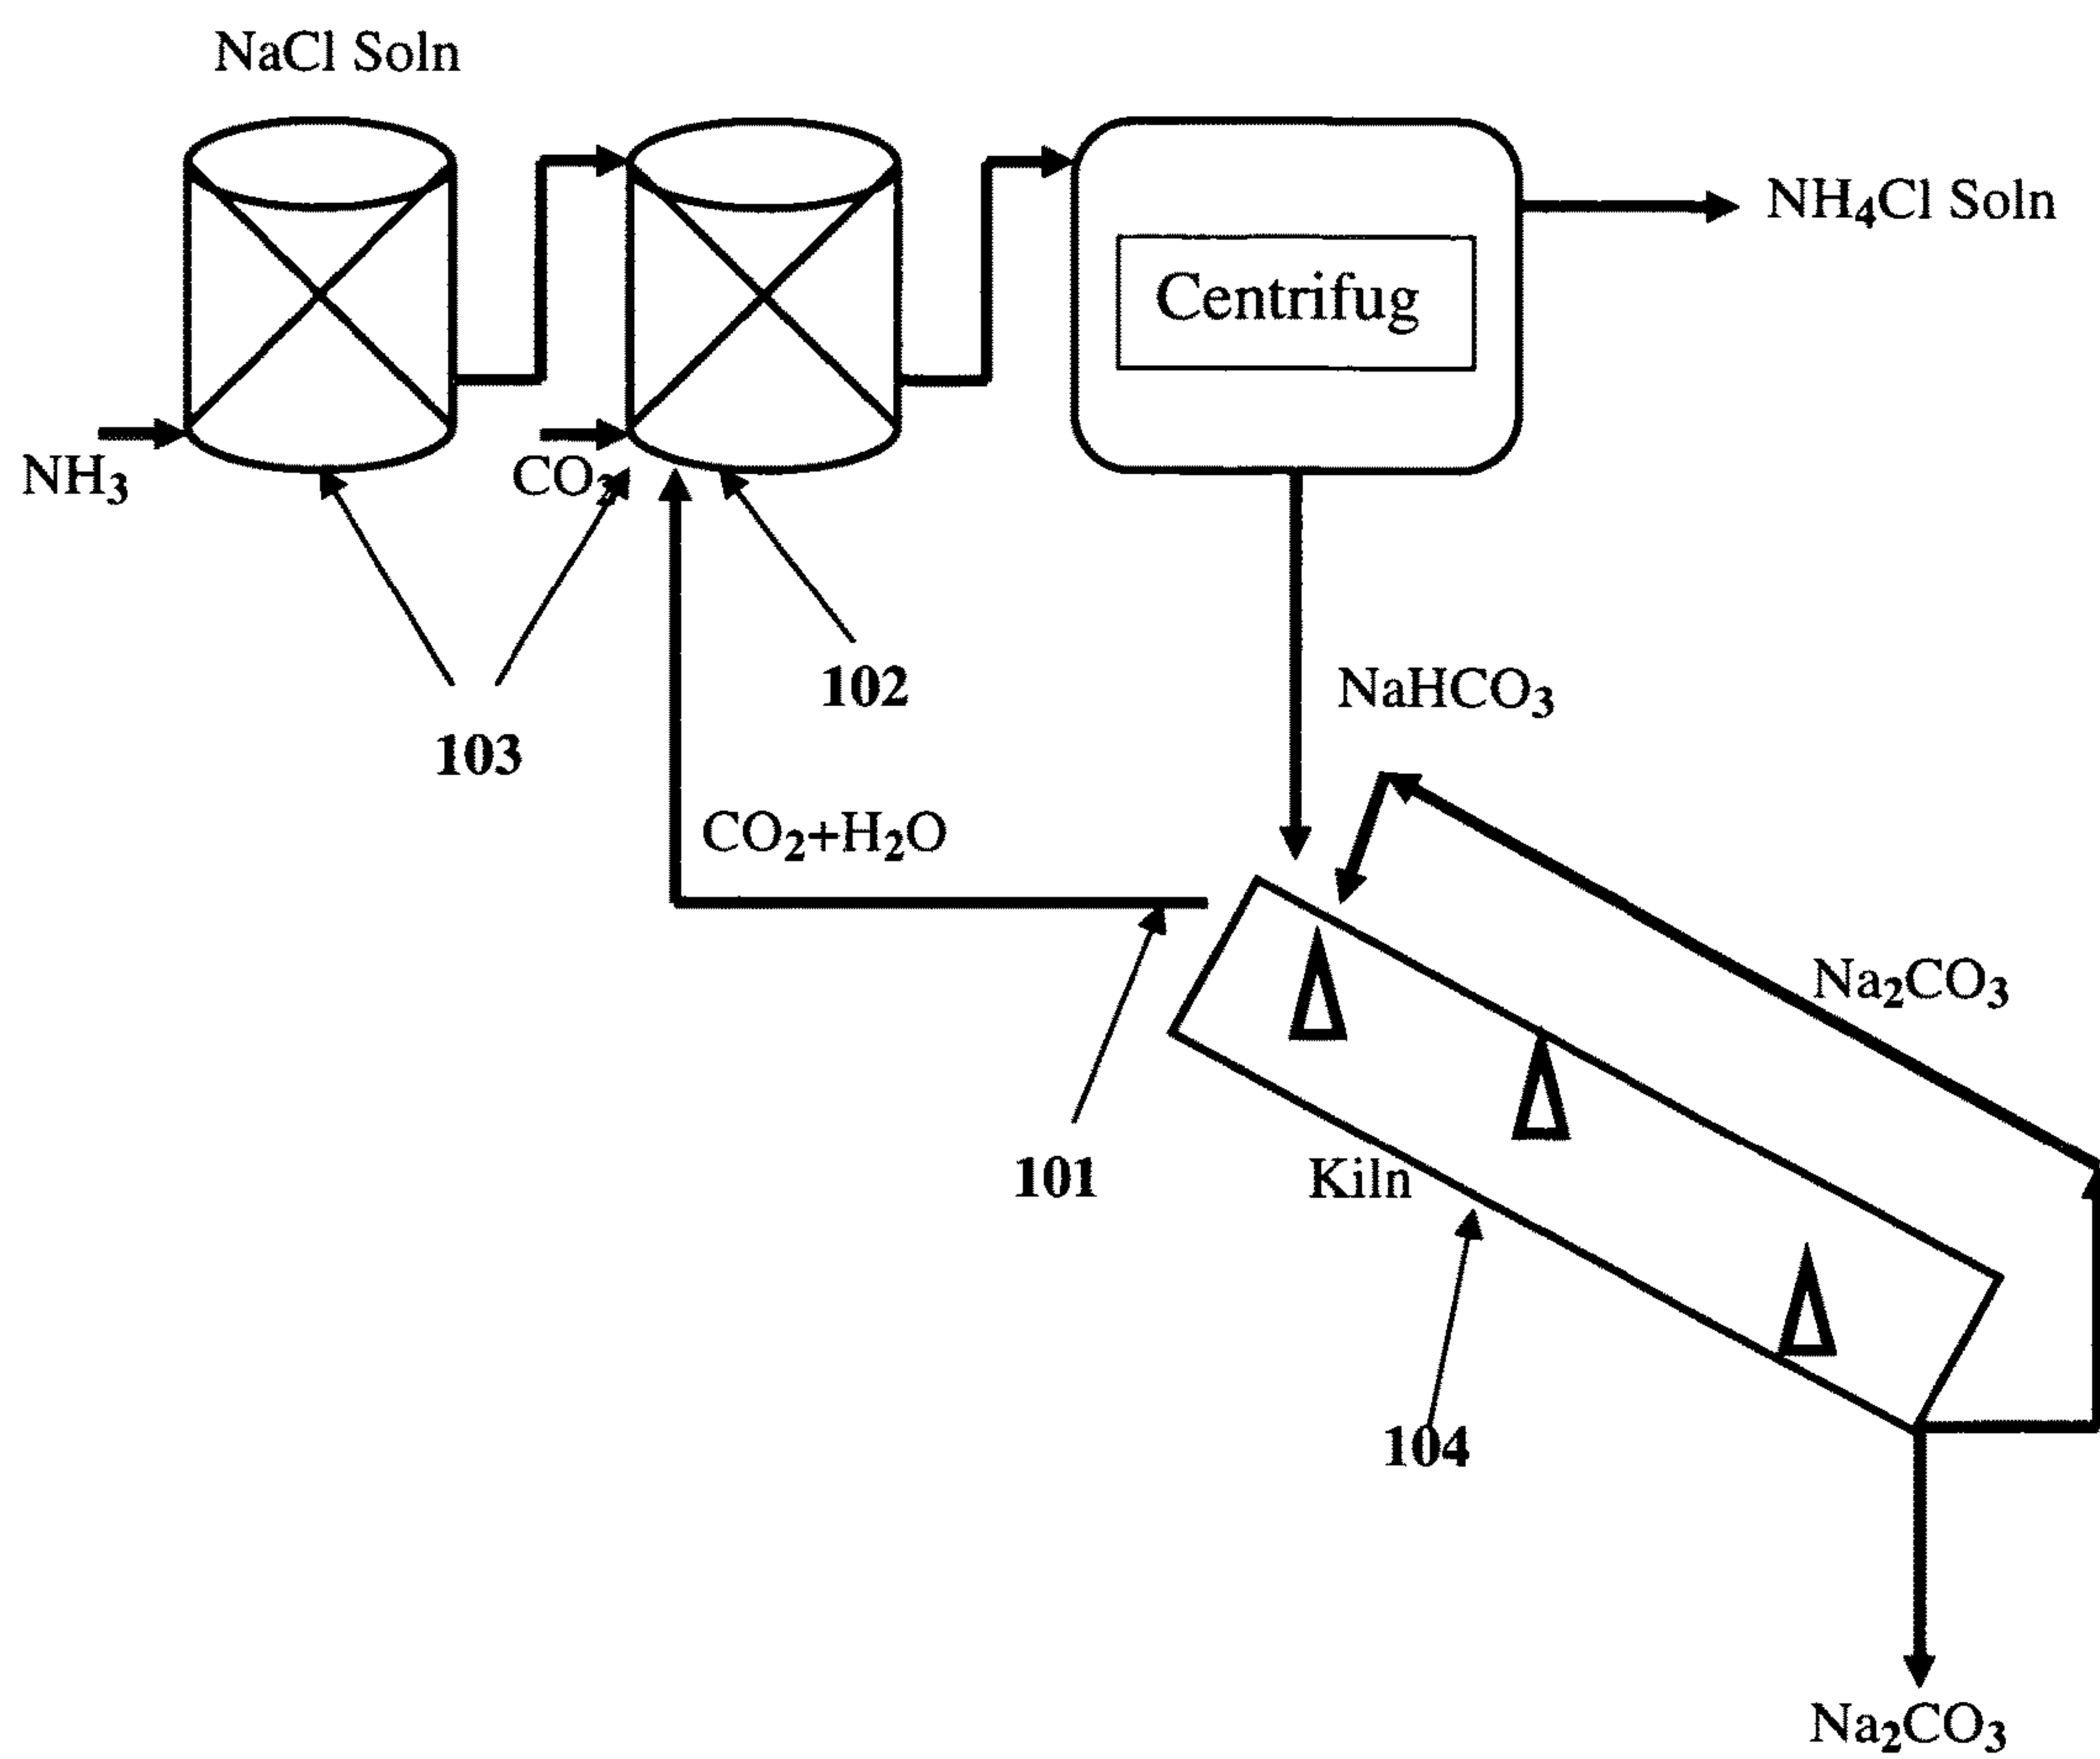 NaCl Soln
NH₄Cl Soln
Centrifug
NH₃
CO₂
102
NaHCO₃
103
CO₂+H₂O
Na₂CO₃
101
Kiln
104
Na₂CO₃